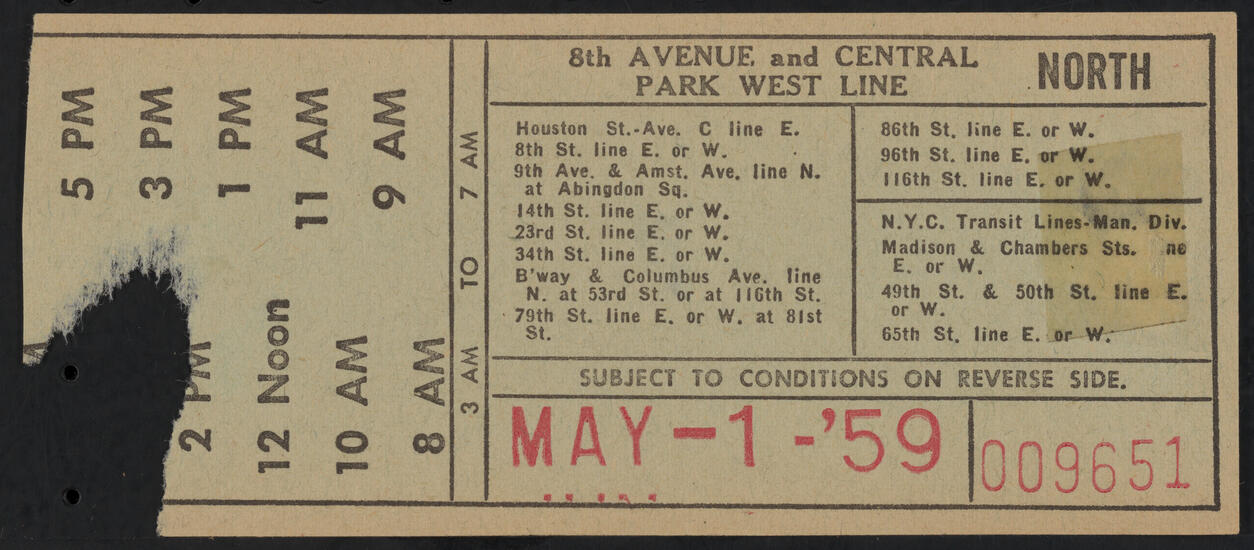 5 PM
3 PM
1 PM
11 AM
9 AM
2 PM
12 Noon
10 AM
8 AM
3 AM TO 7 AM
8th AVENUE and CENTRAL
PARK WEST LINE
NORTH
Houston St.-Ave. C line E.
8th St. line E. or W.
9th Ave. & Amst. Ave. line N.
at Abingdon Sq.
14th St. line E. or W.
23rd St. line E. or W.
34th St. line E. or W.
B'way & Columbus Ave. line
N. at 53rd St. or at 116th St.
79th St. line E. or W. at 81st
St.
86th St. line E. or W.
96th St. line E. or W.
116th St. line E. or W.
N.Y.C. Transit Lines-Man. Div.
Madison & Chambers Sts. ne
E. or W.
49th St. & 50th St. line E.
or W.
65th St. line E. or W.
SUBJECT TO CONDITIONS ON REVERSE SIDE.
MAY-1-'59
009651